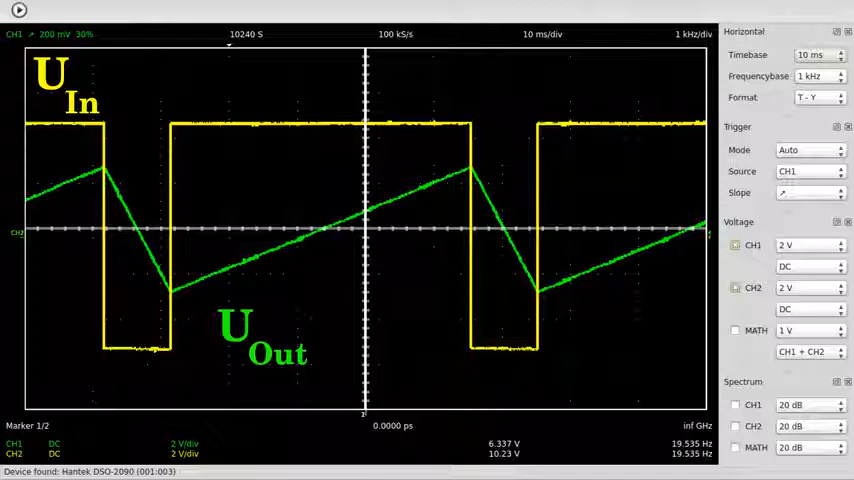 CH1 ↗ 200 mV 30% 10240 S 100 kS/s 10 ms/div 1 kHz/div
U In
CH2
U Out
1
Marker 1/2 0.0000 ps inf GHz
CH1 DC 2 V/div 6.337 V 19.535 Hz
CH2 DC 2 V/div 10.23 V 19.535 Hz
Device found: Hantek DSO-2090 (001:003)
Horizontal
Timebase 10 ms
Frequencybase 1 kHz
Format T - Y
Trigger
Mode Auto
Source CH1
Slope ↗
Voltage
CH1 2 V
DC
CH2 2 V
DC
MATH 1 V
CH1 + CH2
Spectrum
CH1 20 dB
CH2 20 dB
MATH 20 dB